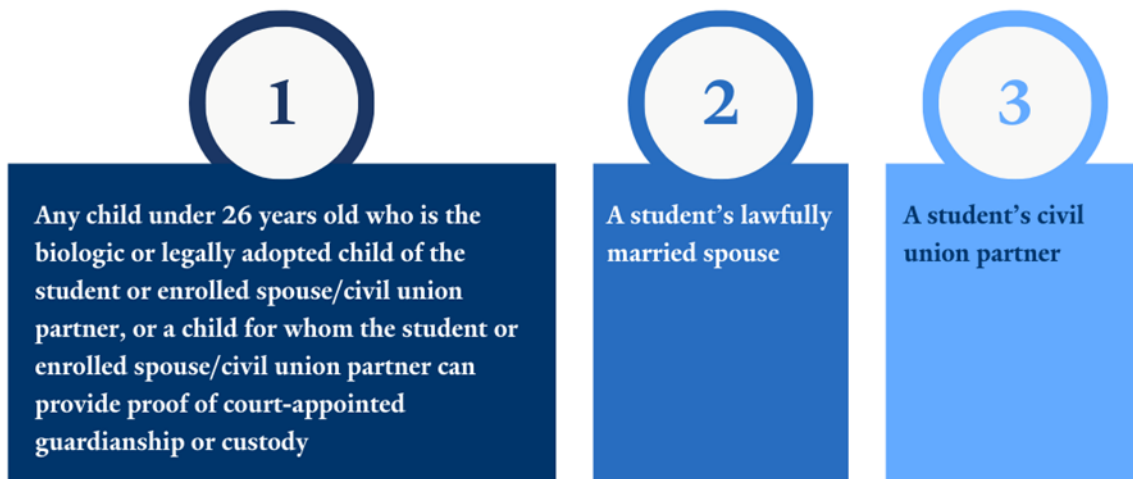 1
Any child under 26 years old who is the
biologic or legally adopted child of the
student or enrolled spouse/civil union
partner, or a child for whom the student or
enrolled spouse/civil union partner can
provide proof of court-appointed
guardianship or custody
2
A student’s lawfully
married spouse
3
A student’s civil
union partner